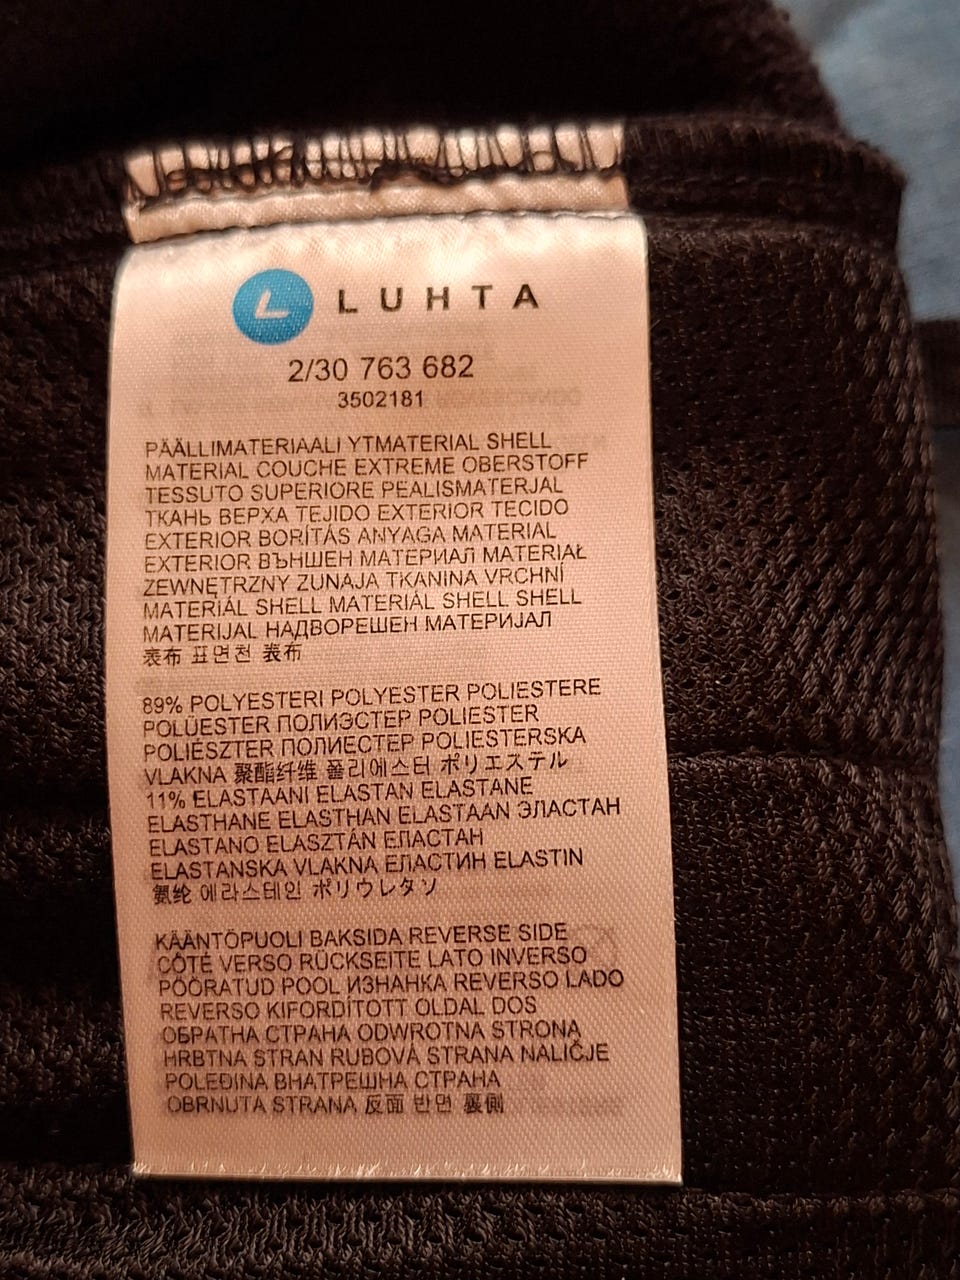 L LUHTA
2/30 763 682
3502181
PÄÄLLIMATERIAALI YTMATERIAL SHELL
MATERIAL COUCHE EXTREME OBERSTOFF
TESSUTO SUPERIORE PEALISMATERJAL
ТКАНЬ ВЕРХА TEJIDO EXTERIOR TECIDO
EXTERIOR BORÍTÁS ANYAGA MATERIAL
EXTERIOR ВЪНШЕН МАТЕРИАЛ MATERIAŁ
ZEWNĘTRZNY ZUNAJA TKANINA VRCHNÍ
MATERIÁL SHELL MATERIÁL SHELL SHELL
MATERIJAL НАДВОРЕШЕН МАТЕРИЈАЛ
表布 표면천 表布
89% POLYESTERI POLYESTER POLIESTERE
POLÜESTER ПОЛИЭСТЕР POLIESTER
POLIÉSZTER ПОЛИЕСТЕР POLIESTERSKA
VLAKNA 聚酯纤维 폴리에스터 ポリエステル
11% ELASTAANI ELASTAN ELASTANE
ELASTHANE ELASTHAN ELASTAAN ЭЛАСТАН
ELASTANO ELASZTÁN ЕЛАСТАН
ELASTANSKA VLAKNA ЕЛАСТИН ELASTIN
氨纶 에라스테인 ポリウレタソ
KÄÄNTÖPUOLI BAKSIDA REVERSE SIDE
CÔTÉ VERSO RÜCKSEITE LATO INVERSO
PÖÖRATUD POOL ИЗНАНКА REVERSO LADO
REVERSO KIFORDÍTOTT OLDAL DOS
ОБРАТНА СТРАНА ODWROTNA STRONA
HRBTNA STRAN RUBOVÁ STRANA NALIČJE
POLEĐINA ВНАТРЕШНА СТРАНА
OBRNUTA STRANA 反面 반면 裏側